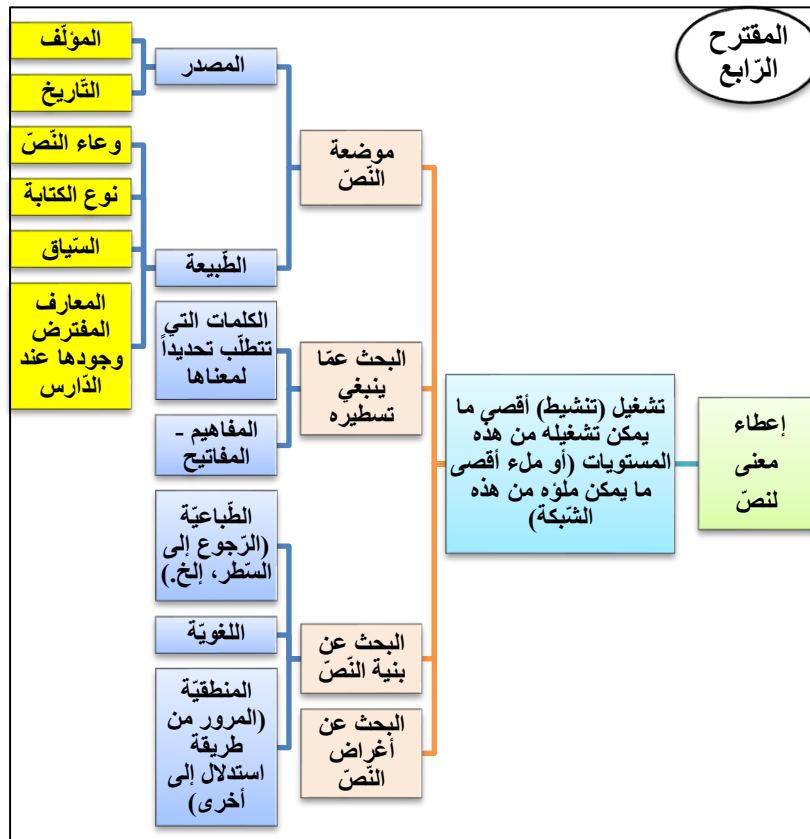 المقترح
الرّابع
إعطاء
معنى
لنصّ
تشغيل (تنشيط) أقصى ما
يمكن تشغيله من هذه
المستويات (أو ملء أقصى
ما يمكن ملؤه من هذه
الشّبكة)
موضعة
النّصّ
المصدر
المؤلّف
التّاريخ
الطّبيعة
وعاء النّصّ
نوع الكتابة
السّياق
المعارف
المفترض
وجودها عند
الدّارس
البحث عمّا
ينبغي
تسطيره
الكلمات التي
تتطلّب تحديداً
لمعناها
المفاهيم -
المفاتيح
البحث عن
بنية النّصّ
الطّباعيّة
(الرّجوع إلى
السّطر، إلخ.)
اللغويّة
المنطقيّة
(المرور من
طريقة
استدلال إلى
أخرى)
البحث عن
أغراض
النّصّ